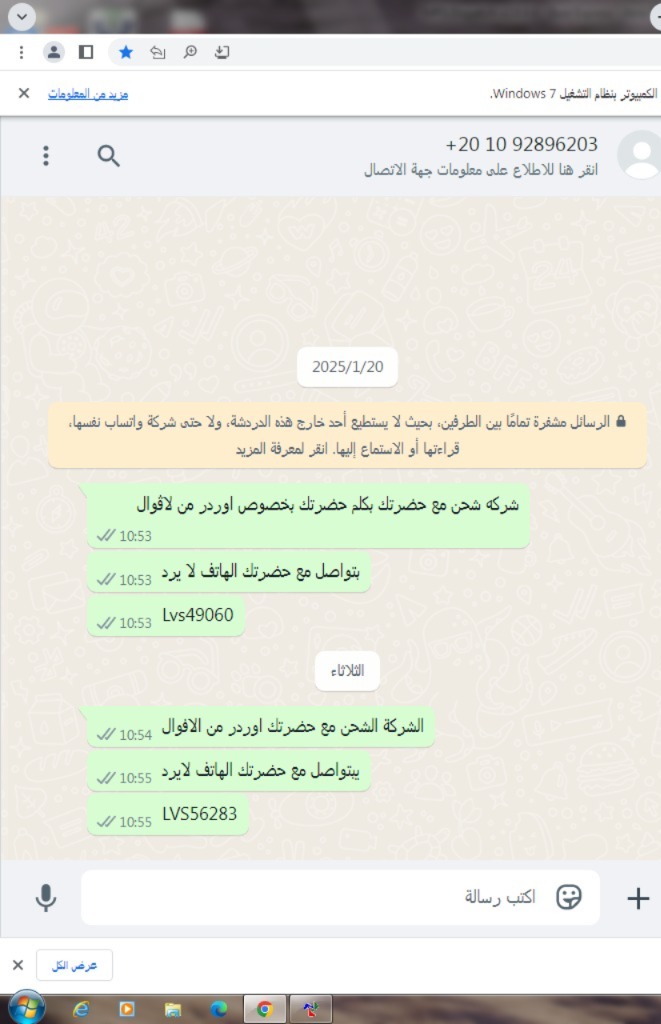 الكمبيوتر بنظام التشغيل Windows 7.
مزيد من المعلومات
+20 10 92896203
انقر هنا للاطلاع على معلومات جهة الاتصال
2025/1/20
الرسائل مشفرة تمامًا بين الطرفين، بحيث لا يستطيع أحد خارج هذه الدردشة، ولا حتى شركة واتساب نفسها،
قراءتها أو الاستماع إليها. انقر لمعرفة المزيد
شركه شحن مع حضرتك بكلم حضرتك بخصوص اوردر من لاڤوال
10:53
بتواصل مع حضرتك الهاتف لا يرد 10:53
Lvs49060 10:53
الثلاثاء
الشركة الشحن مع حضرتك اوردر من الافوال 10:54
يبتواصل مع حضرتك الهاتف لايرد 10:55
LVS56283 10:55
اكتب رسالة
عرض الكل